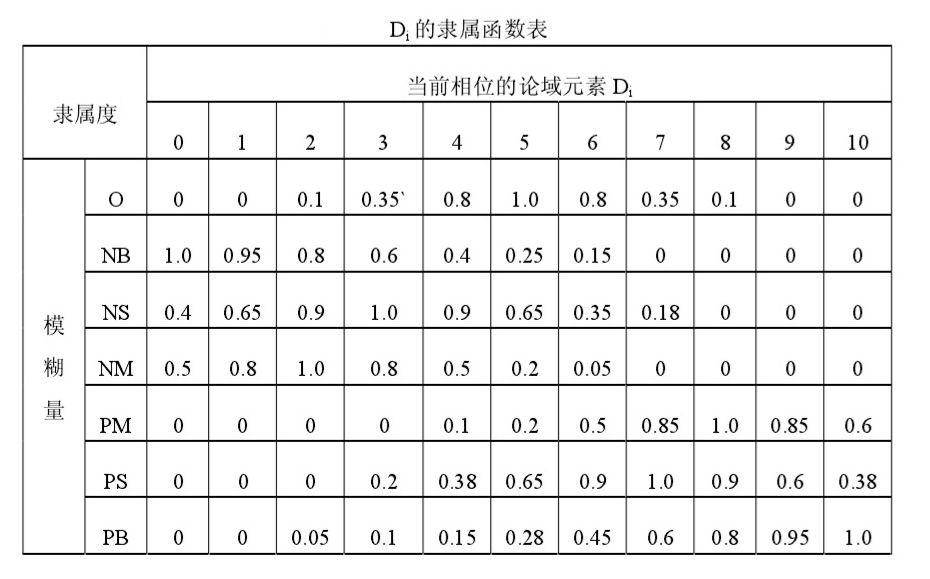 Di 的隶属函数表
隶属度
当前相位的论域元素 Di
0 1 2 3 4 5 6 7 8 9 10
模糊量
O 0 0 0.1 0.35` 0.8 1.0 0.8 0.35 0.1 0 0
NB 1.0 0.95 0.8 0.6 0.4 0.25 0.15 0 0 0 0
NS 0.4 0.65 0.9 1.0 0.9 0.65 0.35 0.18 0 0 0
NM 0.5 0.8 1.0 0.8 0.5 0.2 0.05 0 0 0 0
PM 0 0 0 0 0.1 0.2 0.5 0.85 1.0 0.85 0.6
PS 0 0 0 0.2 0.38 0.65 0.9 1.0 0.9 0.6 0.38
PB 0 0 0.05 0.1 0.15 0.28 0.45 0.6 0.8 0.95 1.0